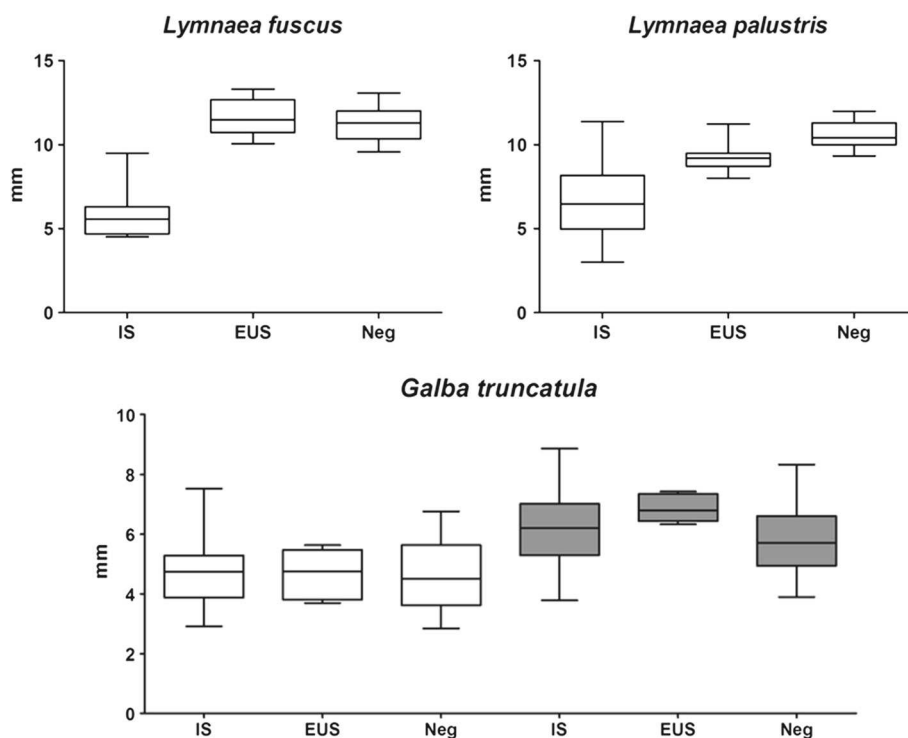 Lymnaea fuscus
Lymnaea palustris
15
10
5
0
mm
IS EUS Neg
15
10
5
0
mm
IS EUS Neg
Galba truncatula
10
8
6
4
2
0
mm
IS EUS Neg IS EUS Neg